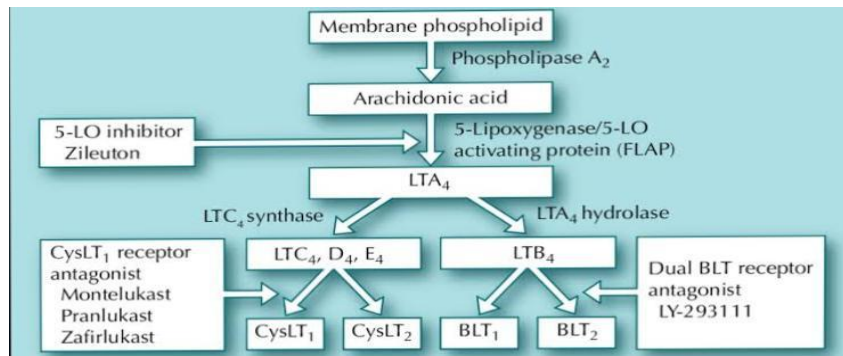 Membrane phospholipid
Phospholipase A₂
Arachidonic acid
5-LO inhibitor
Zileuton
5-Lipoxygenase/5-LO
activating protein (FLAP)
LTA₄
LTC₄ synthase
LTA₄ hydrolase
CysLT₁ receptor
antagonist
Montelukast
Pranlukast
Zafirlukast
LTC₄, D₄, E₄
LTB₄
Dual BLT receptor
antagonist
LY-293111
CysLT₁
CysLT₂
BLT₁
BLT₂